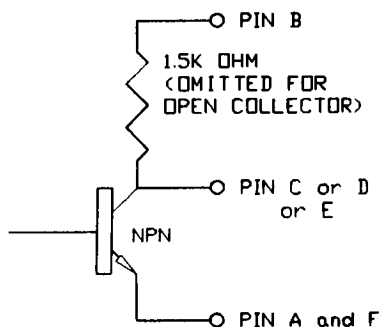 PIN B
1.5K OHM
(OMITTED FOR
OPEN COLLECTOR)
PIN C or D
or E
NPN
PIN A and F